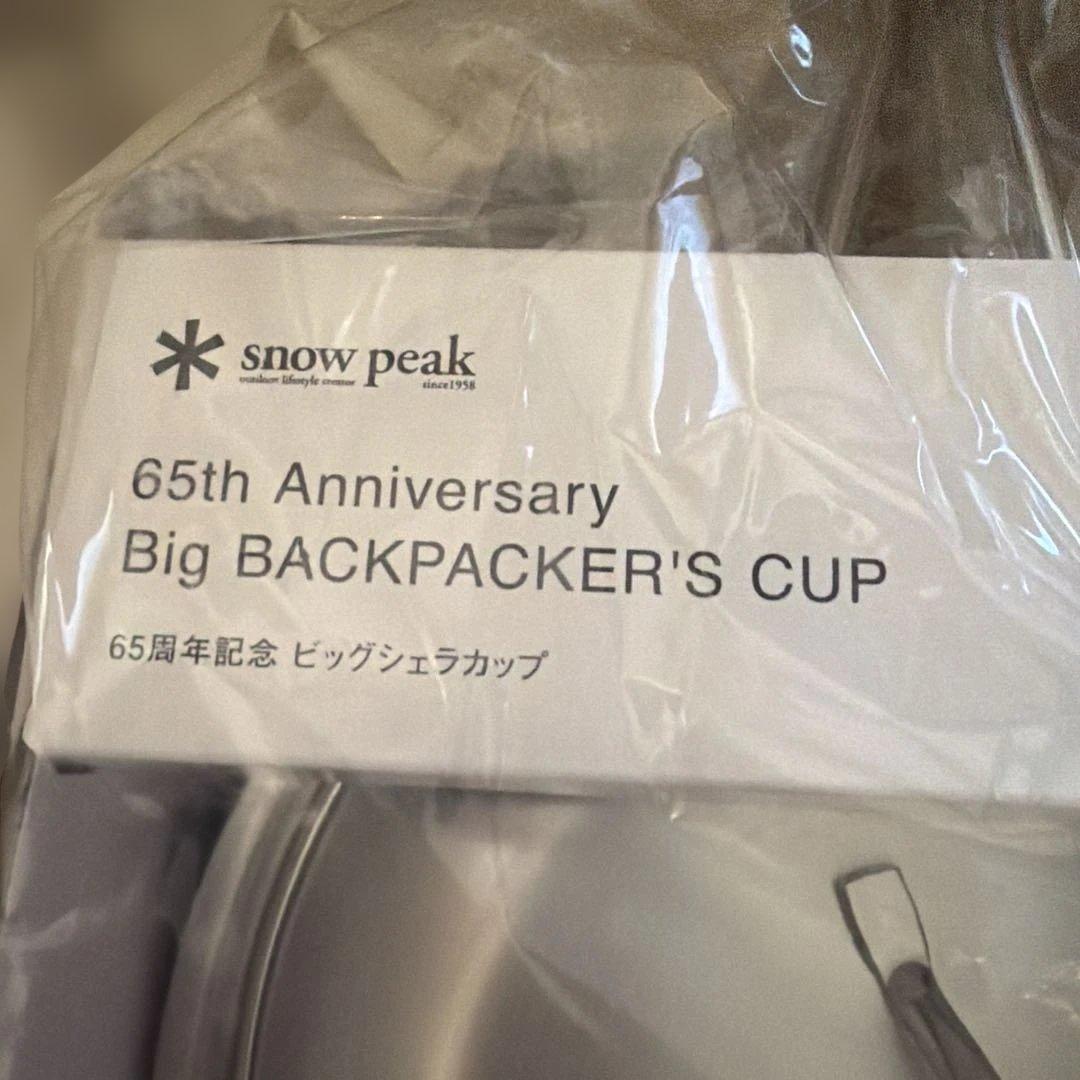 snow peak
outdoor lifestyle creator
since1958
65th Anniversary
Big BACKPACKER'S CUP
65周年記念 ビッグシェラカップ